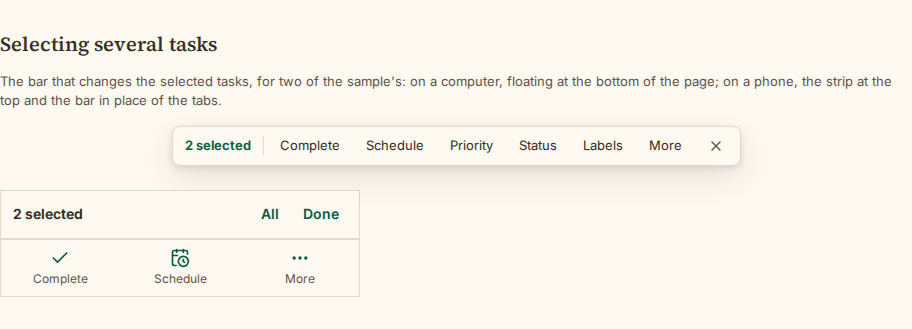 Selecting several tasks
The bar that changes the selected tasks, for two of the sample's: on a computer, floating at the bottom of the page; on a phone, the strip at the
top and the bar in place of the tabs.
2 selected Complete Schedule Priority Status Labels More
2 selected All Done
Complete Schedule More